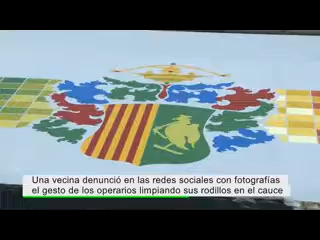 Una vecina denunció en las redes sociales con fotografías
el gesto de los operarios limpiando sus rodillos en el cauce